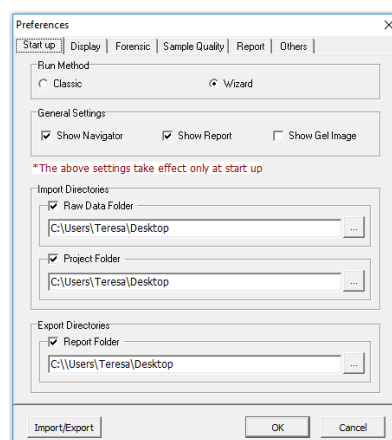 Preferences
Start up Display Forensic Sample Quality Report Others
Run Method
Classic Wizard
General Settings
Show Navigator Show Report Show Gel Image
*The above settings take effect only at start up
Import Directories
Raw Data Folder
C:\Users\Teresa\Desktop ...
Project Folder
C:\Users\Teresa\Desktop ...
Export Directories
Report Folder
C:\\Users\Teresa\Desktop ...
Import/Export OK Cancel